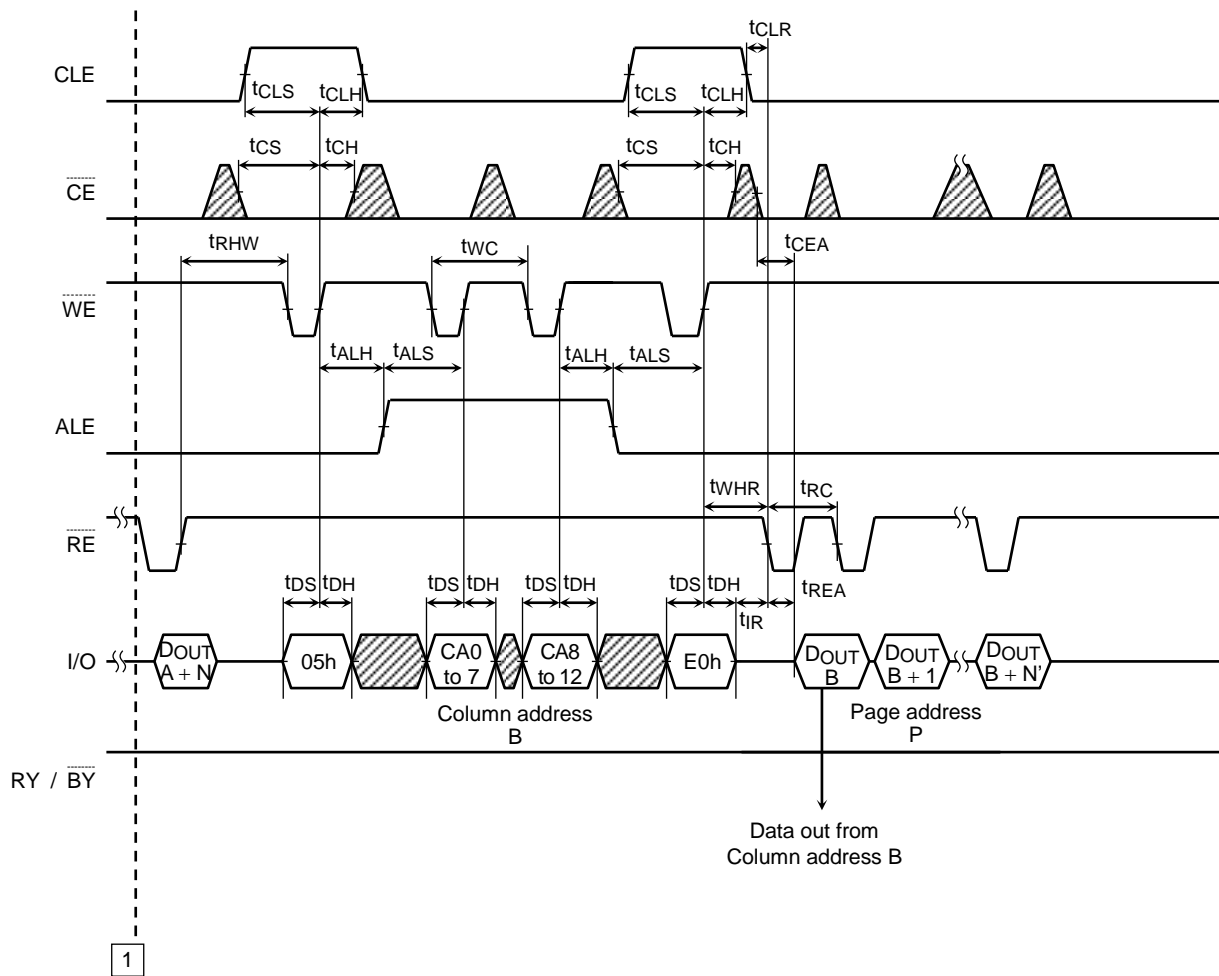 tCLR
CLE
tCLS tCLH tCLS tCLH
tCS tCH tCS tCH
CE
tRHW tWC tCEA
WE
tALH tALS tALH tALS
ALE
tWHR tRC
RE
tDS tDH tDS tDH tDS tDH tDS tDH tREA
tIR
I/O
DOUT A + N
05h
CA0 to 7
CA8 to 12
E0h
DOUT B
DOUT B + 1
DOUT B + N’
Column address
B
Page address
P
RY / BY
Data out from
Column address B
1